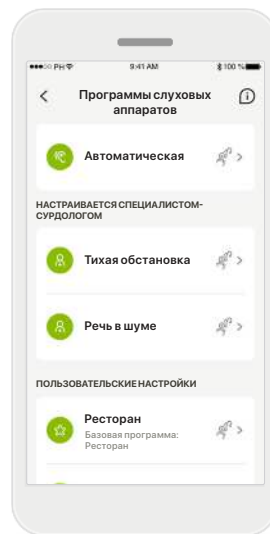 PH 9:41 AM 100 %
Программы слуховых
аппаратов
Автоматическая
НАСТРАИВАЕТСЯ СПЕЦИАЛИСТОМ-
СУРДОЛОГОМ
Тихая обстановка
Речь в шуме
ПОЛЬЗОВАТЕЛЬСКИЕ НАСТРОЙКИ
Ресторан
Базовая программа:
Ресторан